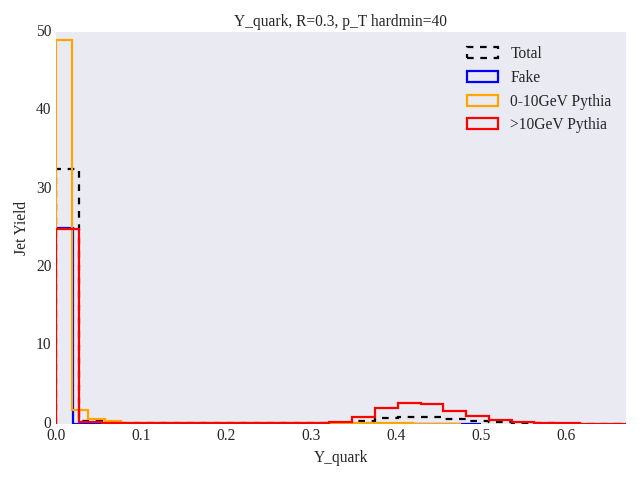 Y_quark, R=0.3, p_T hardmin=40
Total
Fake
0-10GeV Pythia
>10GeV Pythia
Jet Yield
50
40
30
20
10
0
0.0 0.1 0.2 0.3 0.4 0.5 0.6
Y_quark